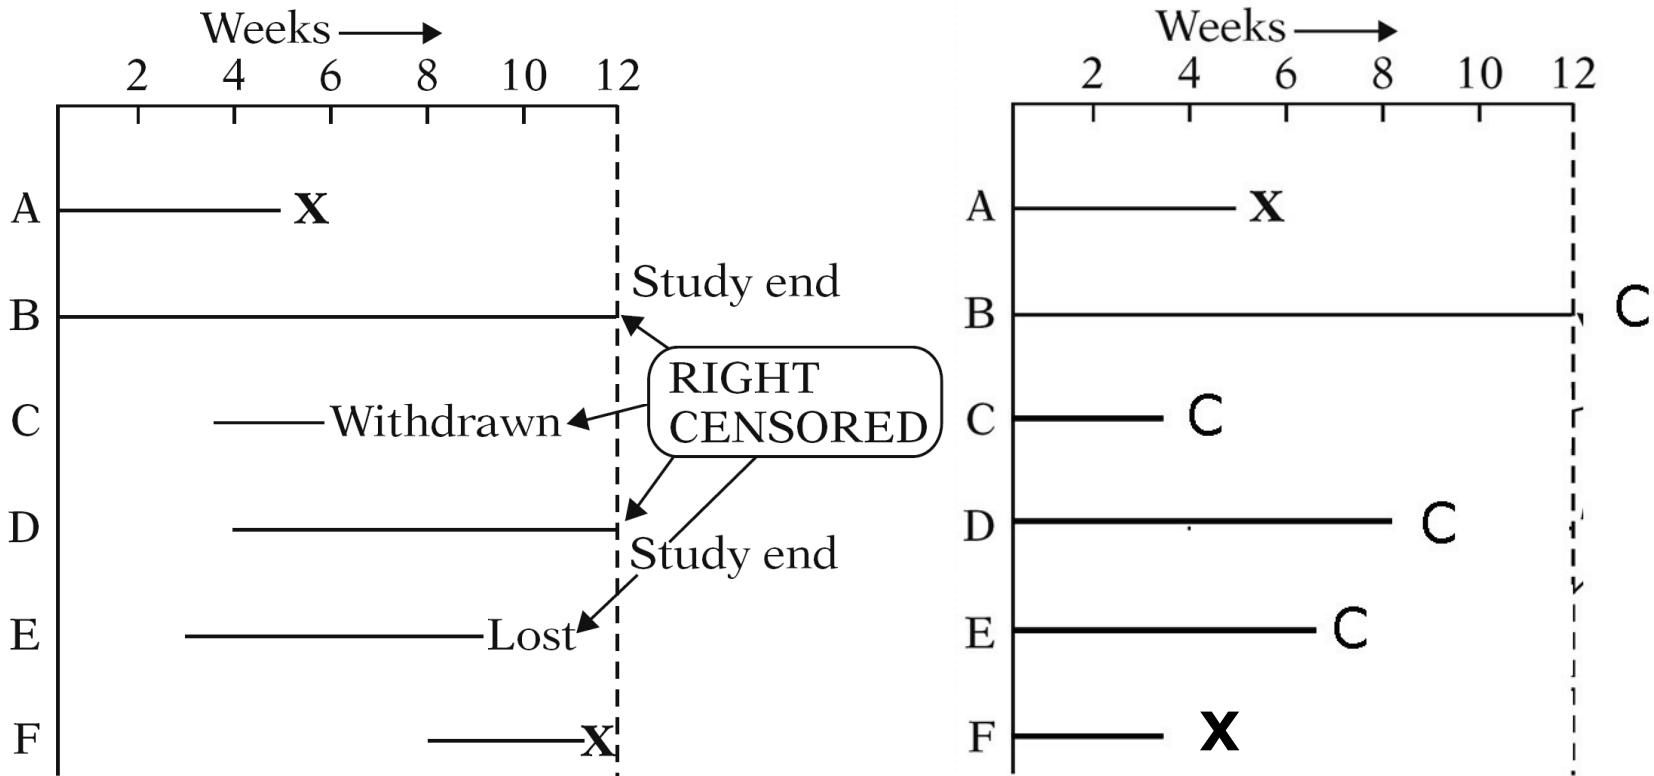 Weeks
2 4 6 8 10 12
A X
Study end
B
RIGHT
CENSORED
C Withdrawn
D
Study end
E Lost
F X
Weeks
2 4 6 8 10 12
A X
B C
C C
D C
E C
F X